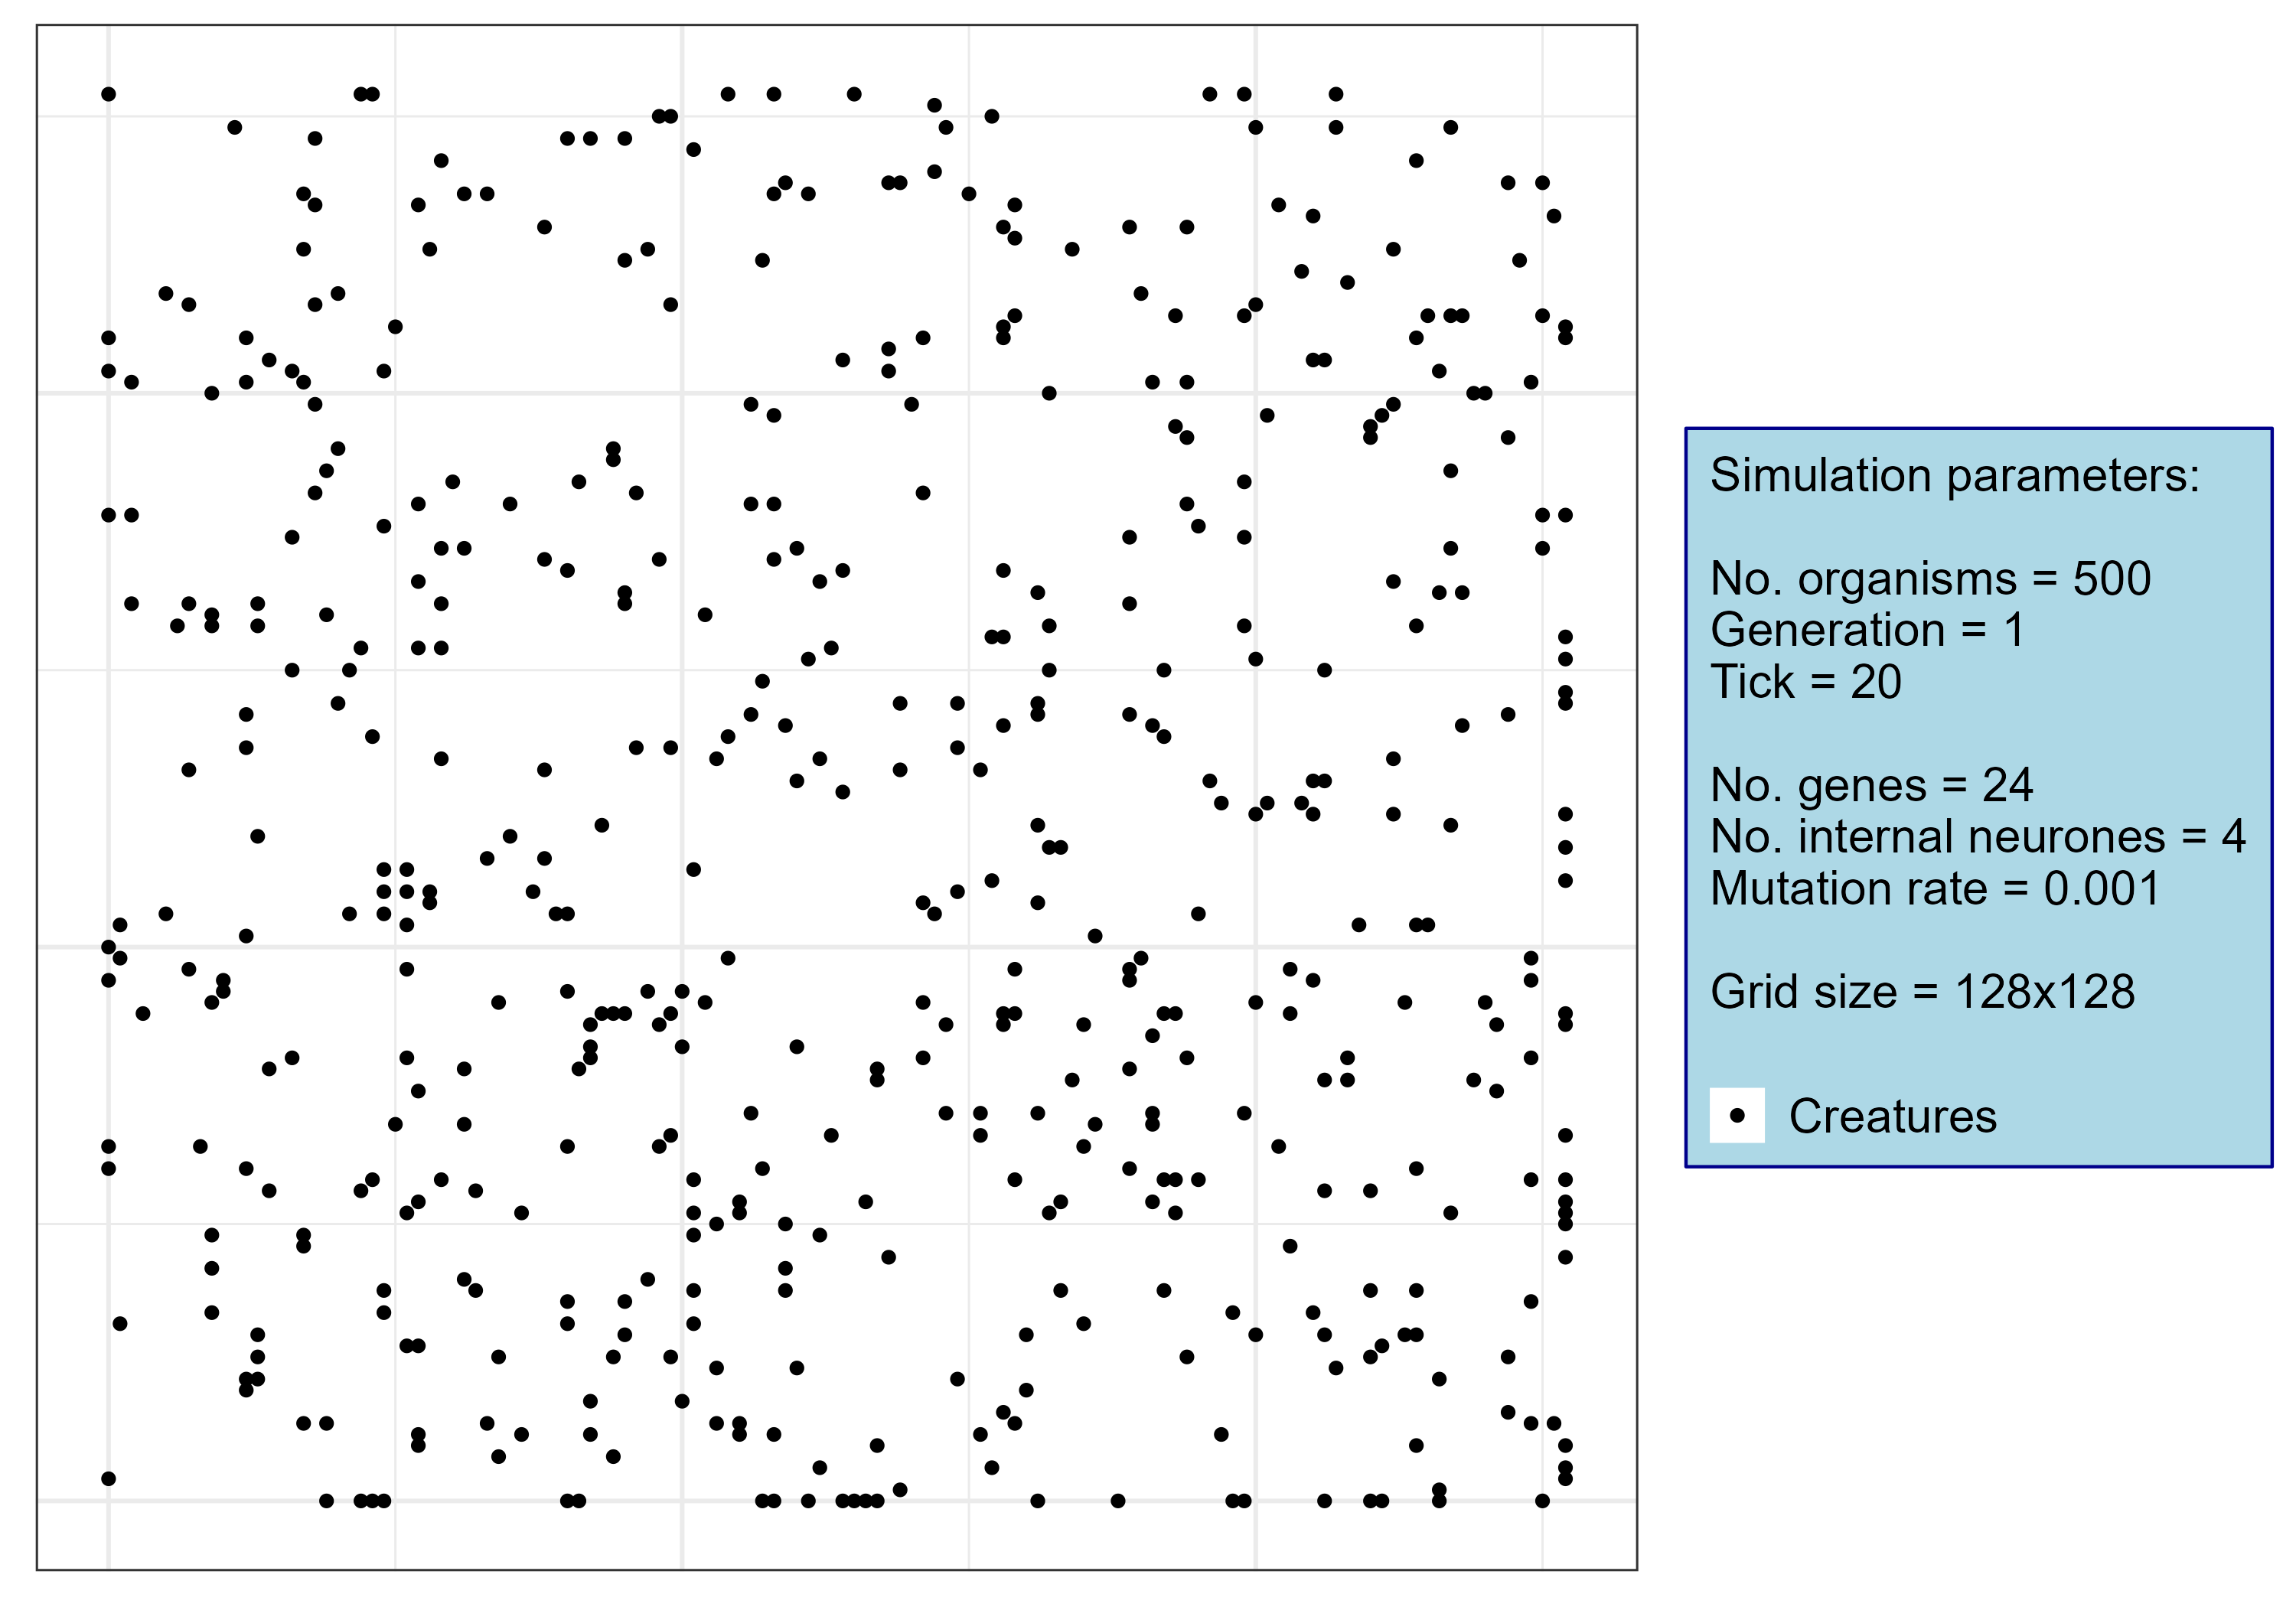 Simulation parameters:
No. organisms = 500
Generation = 1
Tick = 20
No. genes = 24
No. internal neurones = 4
Mutation rate = 0.001
Grid size = 128x128
Creatures